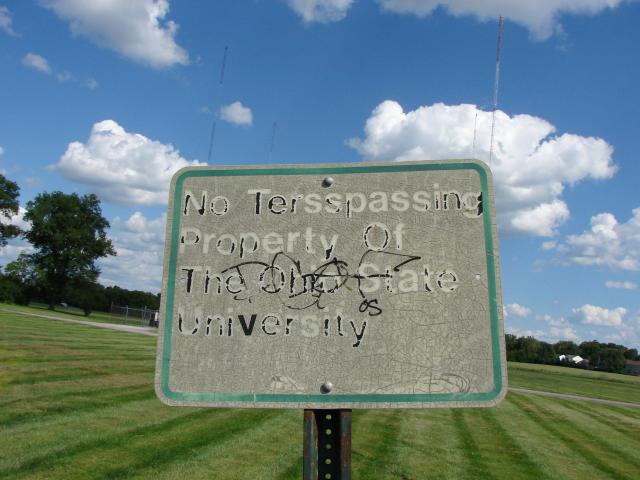 No Tersspassing
Property Of
The Ohio State
University